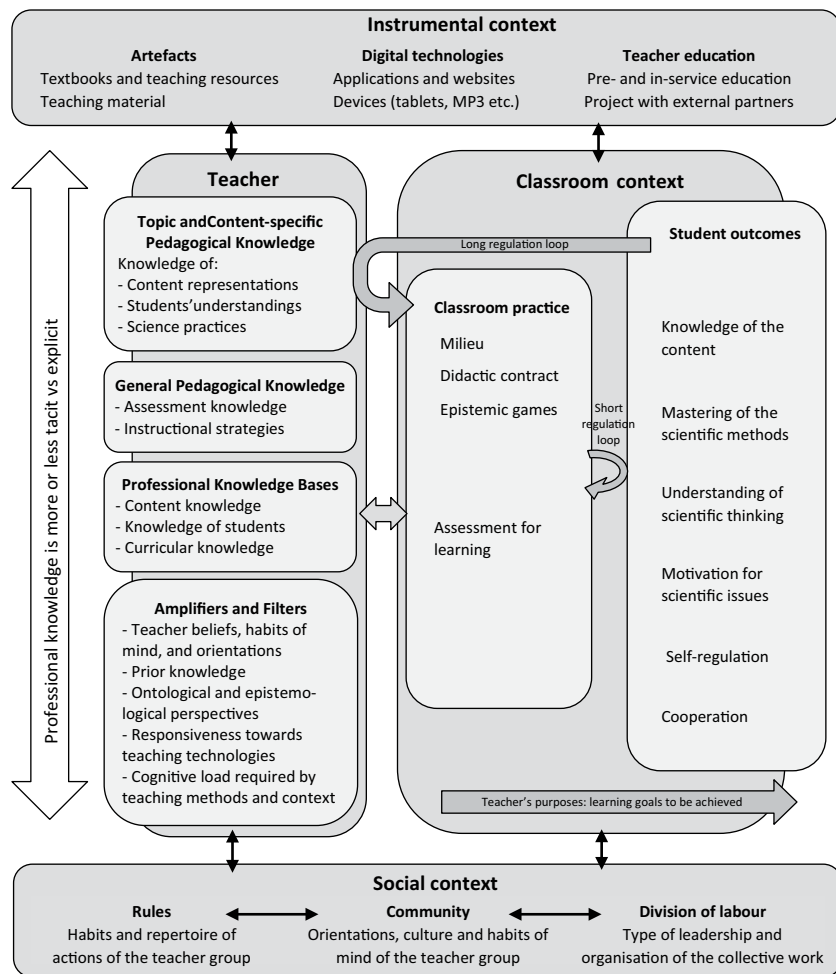 Instrumental context
Artefacts
Textbooks and teaching resources
Teaching material
Digital technologies
Applications and websites
Devices (tablets, MP3 etc.)
Teacher education
Pre- and in-service education
Project with external partners
Professional knowledge is more or less tacit vs explicit
Teacher
Topic andContent-specific
Pedagogical Knowledge
Knowledge of:
- Content representations
- Students'understandings
- Science practices
General Pedagogical Knowledge
- Assessment knowledge
- Instructional strategies
Professional Knowledge Bases
- Content knowledge
- Knowledge of students
- Curricular knowledge
Amplifiers and Filters
- Teacher beliefs, habits of
mind, and orientations
- Prior knowledge
- Ontological and epistemo-
logical perspectives
- Responsiveness towards
teaching technologies
- Cognitive load required by
teaching methods and context
Classroom context
Long regulation loop
Classroom practice
Milieu
Didactic contract
Epistemic games
Assessment for
learning
Short
regulation
loop
Student outcomes
Knowledge of the
content
Mastering of the
scientific methods
Understanding of
scientific thinking
Motivation for
scientific issues
Self-regulation
Cooperation
Teacher's purposes: learning goals to be achieved
Social context
Rules
Habits and repertoire of
actions of the teacher group
Community
Orientations, culture and habits of
mind of the teacher group
Division of labour
Type of leadership and
organisation of the collective work